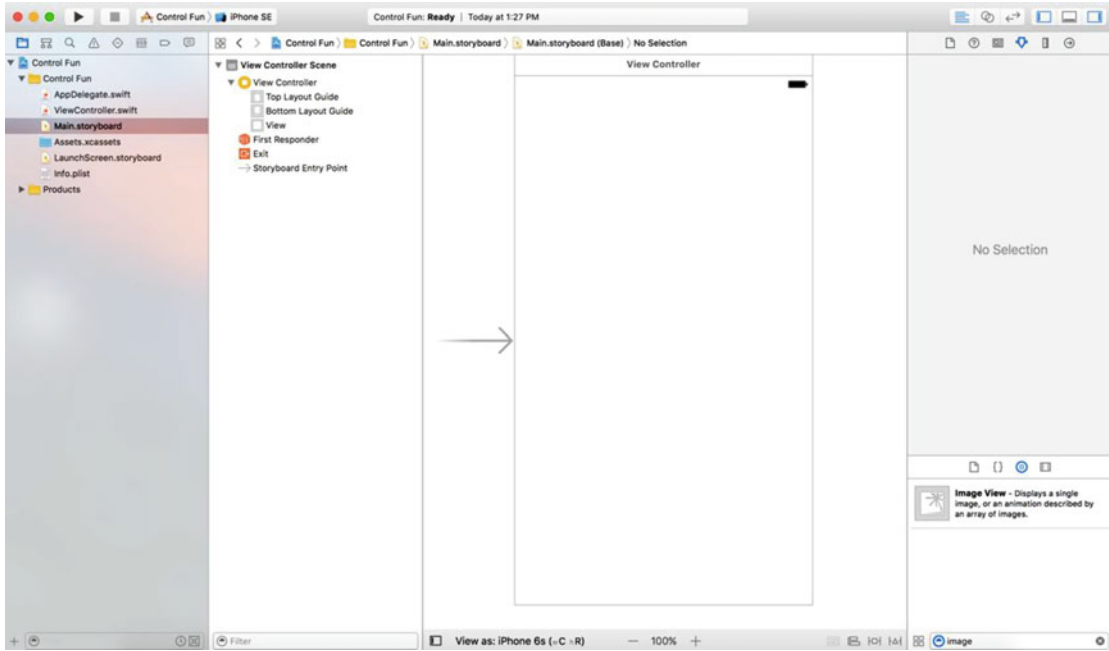 Control Fun
iPhone SE
Control Fun: Ready | Today at 1:27 PM
Control Fun
Control Fun
Main.storyboard
Main.storyboard (Base)
No Selection
Control Fun
Control Fun
AppDelegate.swift
ViewController.swift
Main.storyboard
Assets.xcassets
LaunchScreen.storyboard
Info.plist
Products
View Controller Scene
View Controller
Top Layout Guide
Bottom Layout Guide
View
First Responder
Exit
Storyboard Entry Point
Filter
View Controller
View as: iPhone 6s (
C
R)
100%
No Selection
{}
Image View - Displays a single
image, or an animation described by
an array of images.
image